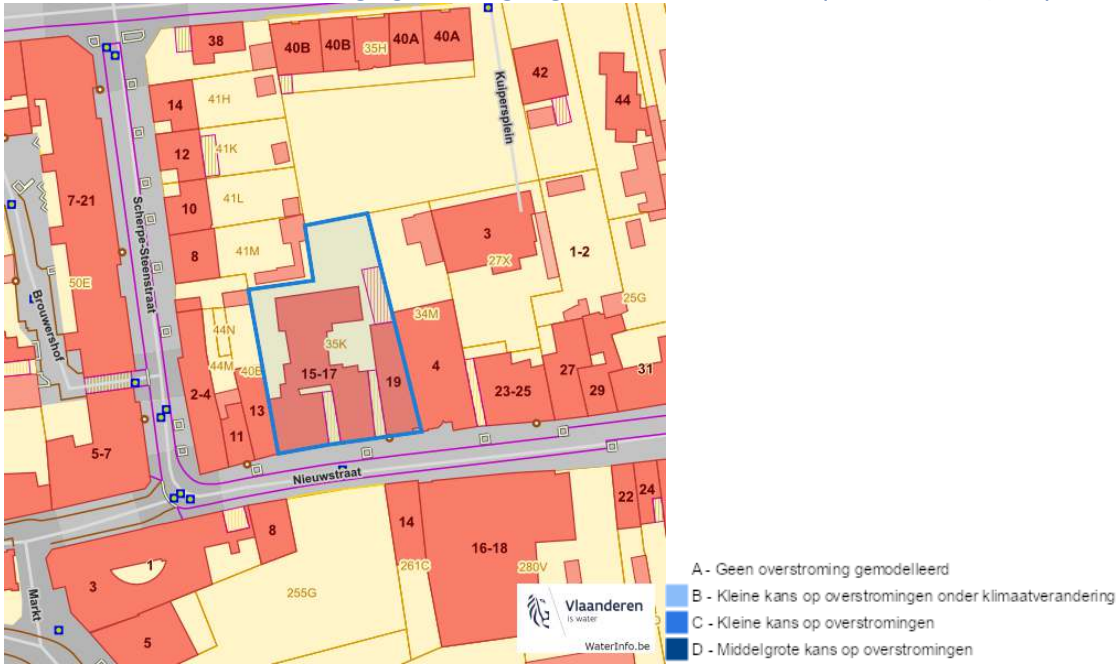 38
40B
40B
35H
40A
40A
42
44
Kuipersplein
14
41H
12
41K
7-21
Scherpe-Steenstraat
10
41L
8
41M
3
27X
1-2
50E
Brouwershof
25G
44N
44M
40E
35K
34M
2-4
15-17
19
4
23-25
27
29
31
13
11
5-7
Nieuwstraat
22
24
8
14
16-18
1
3
261C
280V
255G
Markt
5
Vlaanderen
is water
WaterInfo.be
A - Geen overstroming gemodelleerd
B - Kleine kans op overstromingen onder klimaatverandering
C - Kleine kans op overstromingen
D - Middelgrote kans op overstromingen